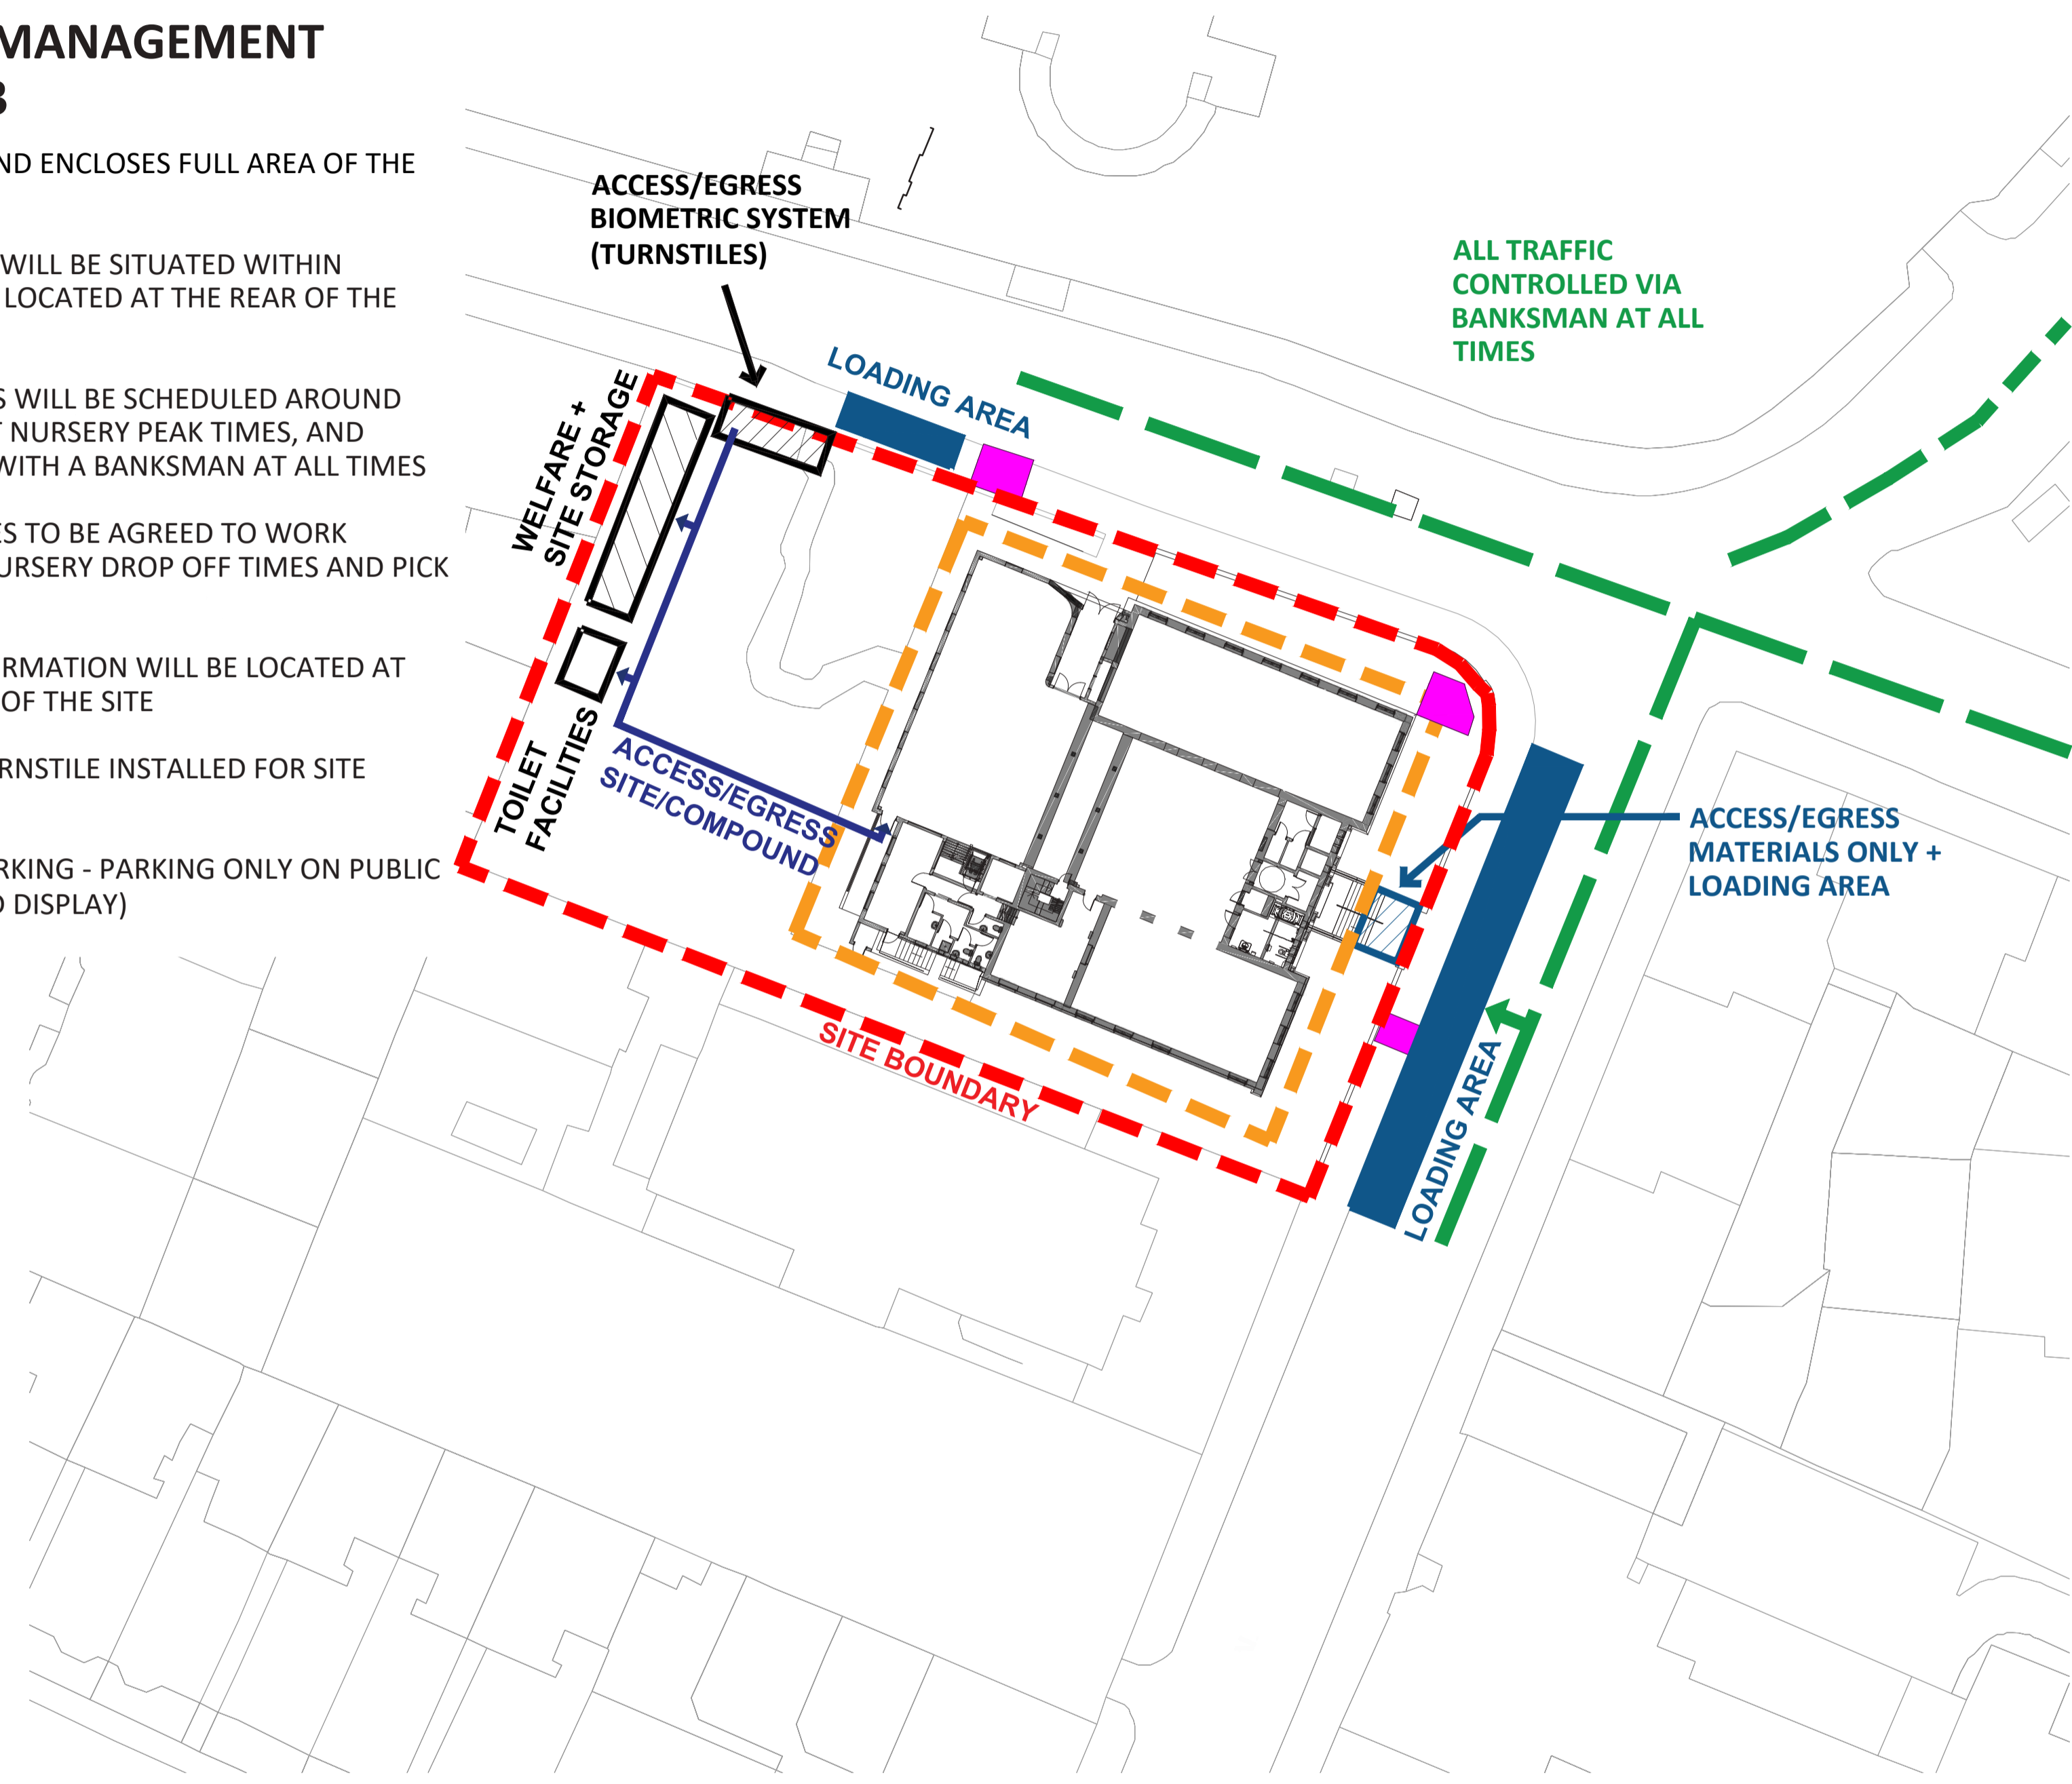 MANAGEMENT
ND ENCLOSES FULL AREA OF THE
WILL BE SITUATED WITHIN
LOCATED AT THE REAR OF THE
S WILL BE SCHEDULED AROUND
T NURSERY PEAK TIMES, AND
WITH A BANKSMAN AT ALL TIMES
ES TO BE AGREED TO WORK
URSERY DROP OFF TIMES AND PICK
ORMATION WILL BE LOCATED AT
OF THE SITE
RNSTILE INSTALLED FOR SITE
RKING - PARKING ONLY ON PUBLIC
D DISPLAY)
ACCESS/EGRESS
BIOMETRIC SYSTEM
(TURNSTILES)
LOADING AREA
ALL TRAFFIC
CONTROLLED VIA
BANKSMAN AT ALL
TIMES
WELFARE +
SITE STORAGE
TOILET
FACILITIES
ACCESS/EGRESS
SITE/COMPOUND
ACCESS/EGRESS
MATERIALS ONLY +
LOADING AREA
SITE BOUNDARY
LOADING AREA